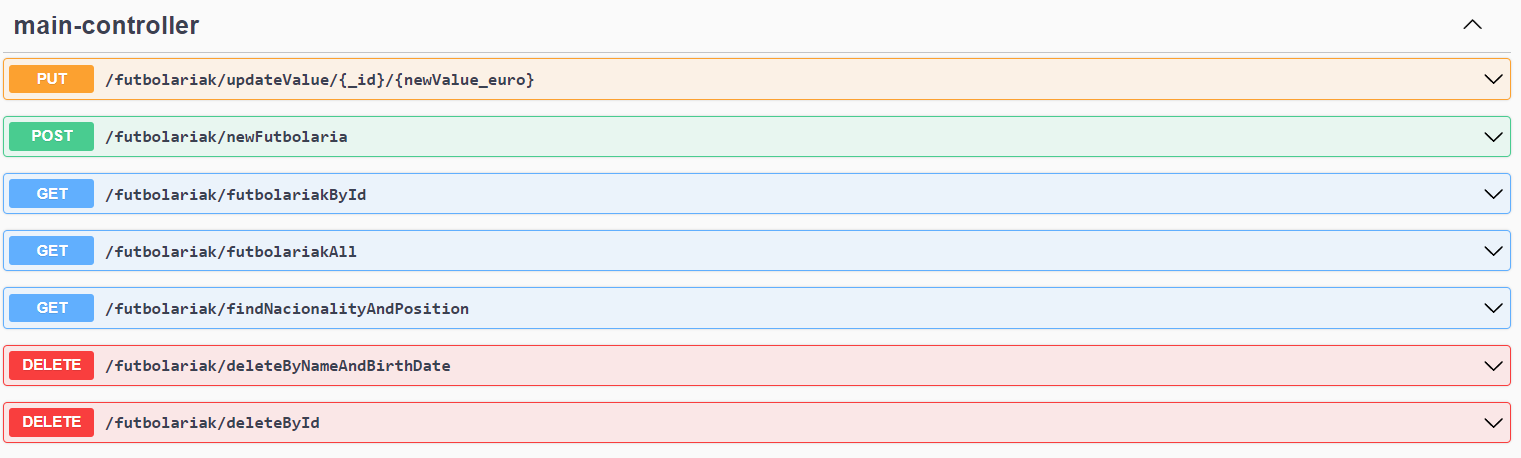 main-controller
PUT /futbolariak/updateValue/{_id}/{newValue_euro}
POST /futbolariak/newFutbolaria
GET /futbolariak/futbolariakById
GET /futbolariak/futbolariakAll
GET /futbolariak/findNacionalityAndPosition
DELETE /futbolariak/deleteByNameAndBirthDate
DELETE /futbolariak/deleteById